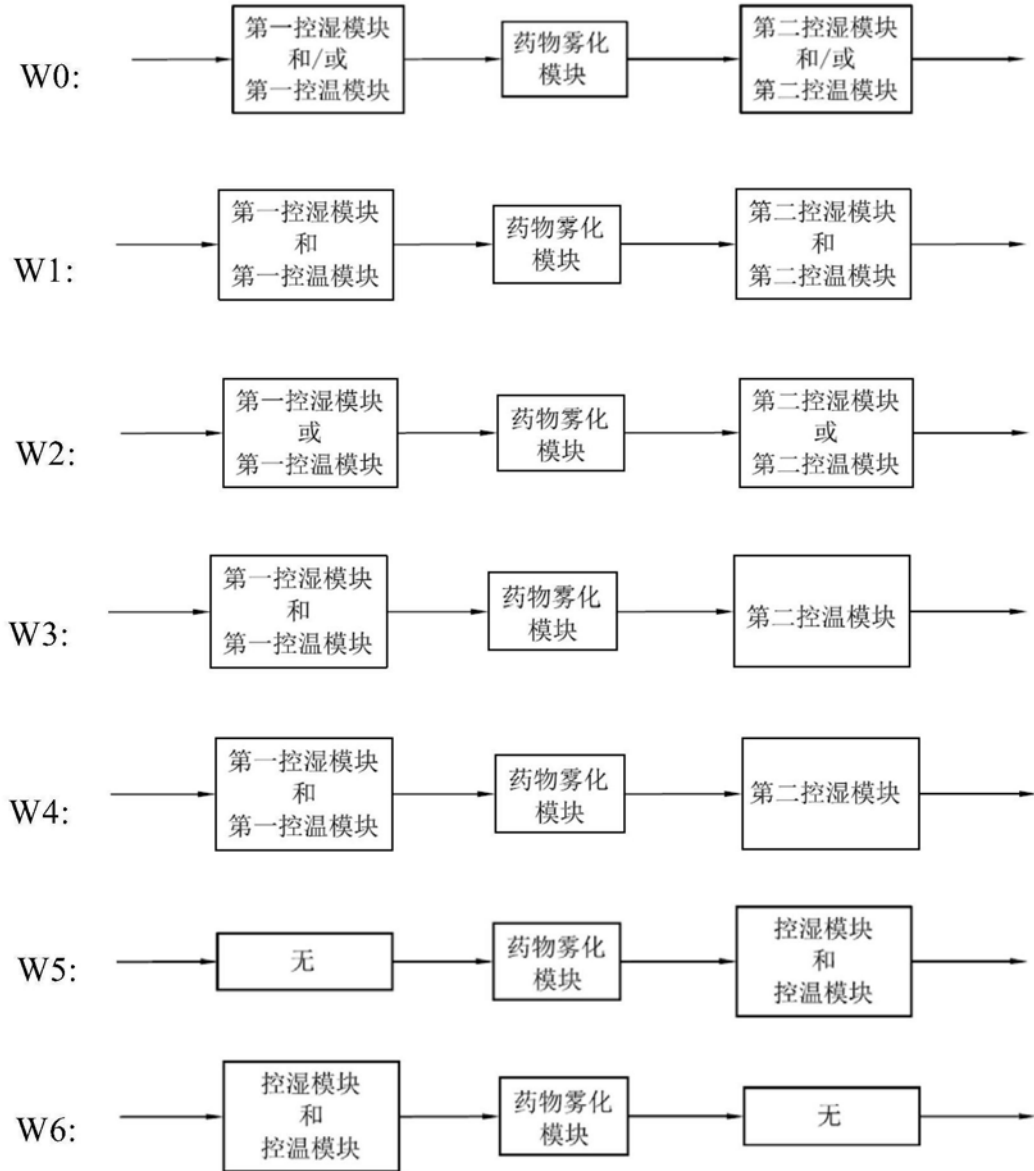 W0:
第一控湿模块
和/或
第一控温模块
药物雾化
模块
第二控湿模块
和/或
第二控温模块
W1:
第一控湿模块
和
第一控温模块
药物雾化
模块
第二控湿模块
和
第二控温模块
W2:
第一控湿模块
或
第一控温模块
药物雾化
模块
第二控湿模块
或
第二控温模块
W3:
第一控湿模块
和
第一控温模块
药物雾化
模块
第二控温模块
W4:
第一控湿模块
和
第一控温模块
药物雾化
模块
第二控湿模块
W5:
无
药物雾化
模块
控湿模块
和
控温模块
W6:
控湿模块
和
控温模块
药物雾化
模块
无